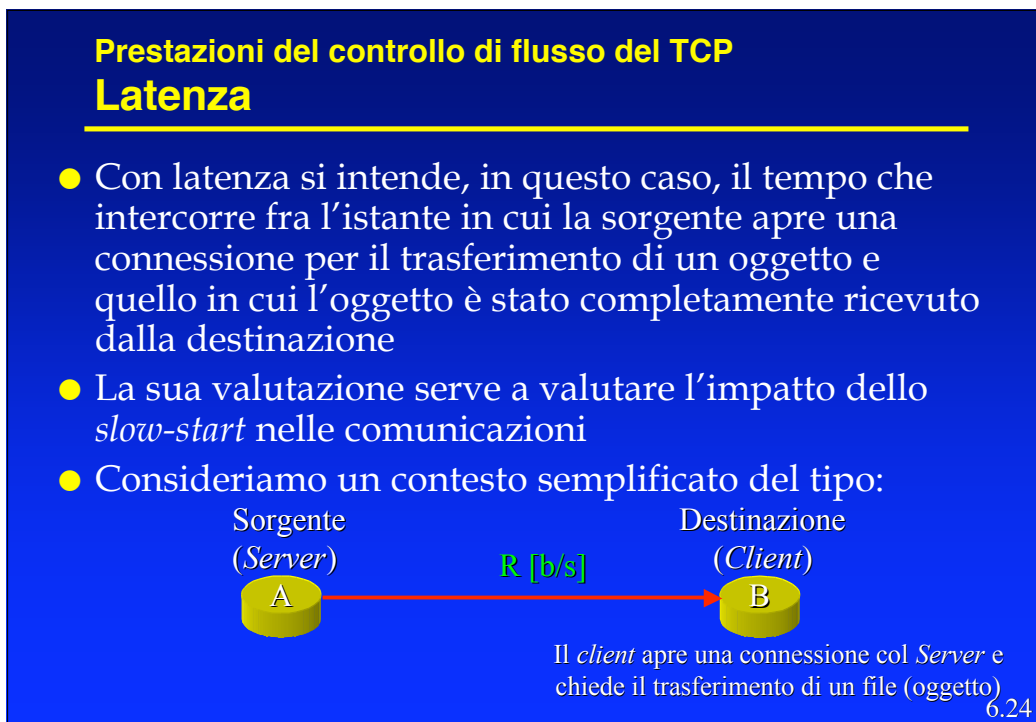 Prestazioni del controllo di flusso del TCP
Latenza
● Con latenza si intende, in questo caso, il tempo che
intercorre fra l'istante in cui la sorgente apre una
connessione per il trasferimento di un oggetto e
quello in cui l'oggetto è stato completamente ricevuto
dalla destinazione
● La sua valutazione serve a valutare l'impatto dello
slow-start nelle comunicazioni
● Consideriamo un contesto semplificato del tipo:
Sorgente
(Server)
A
R [b/s]
Destinazione
(Client)
B
Il client apre una connessione col Server e
chiede il trasferimento di un file (oggetto)
6.24